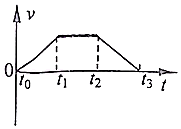 v
0
t₀ t₁ t₂ t₃ t